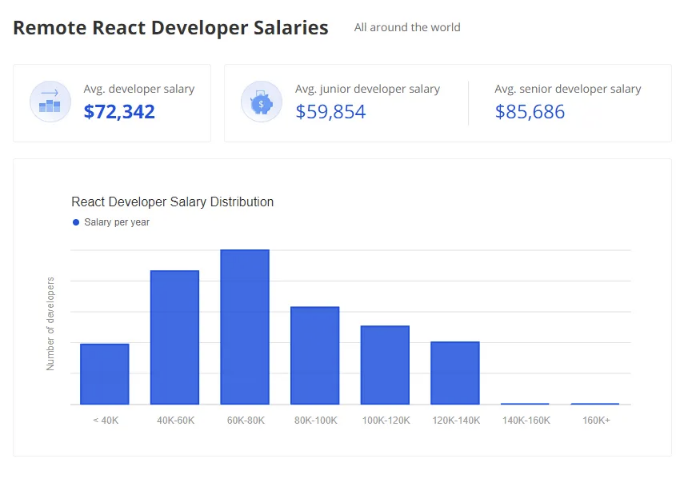 Remote React Developer Salaries All around the world
Avg. developer salary
$72,342
Avg. junior developer salary
$59,854
Avg. senior developer salary
$85,686
React Developer Salary Distribution
Salary per year
Number of developers
< 40K 40K-60K 60K-80K 80K-100K 100K-120K 120K-140K 140K-160K 160K+